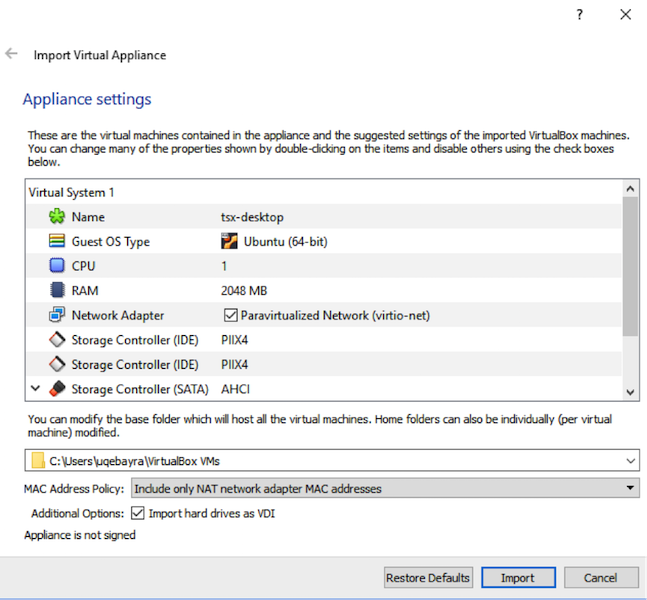 ?
Import Virtual Appliance
Appliance settings
These are the virtual machines contained in the appliance and the suggested settings of the imported VirtualBox machines.
You can change many of the properties shown by double-clicking on the items and disable others using the check boxes
below.
Virtual System 1
Name tsx-desktop
Guest OS Type Ubuntu (64-bit)
CPU 1
RAM 2048 MB
Network Adapter Paravirtualized Network (virtio-net)
Storage Controller (IDE) PIIX4
Storage Controller (IDE) PIIX4
Storage Controller (SATA) AHCI
You can modify the base folder which will host all the virtual machines. Home folders can also be individually (per virtual
machine) modified.
C:\Users\uqebayra\VirtualBox VMs
MAC Address Policy: Include only NAT network adapter MAC addresses
Additional Options: Import hard drives as VDI
Appliance is not signed
Restore Defaults Import Cancel